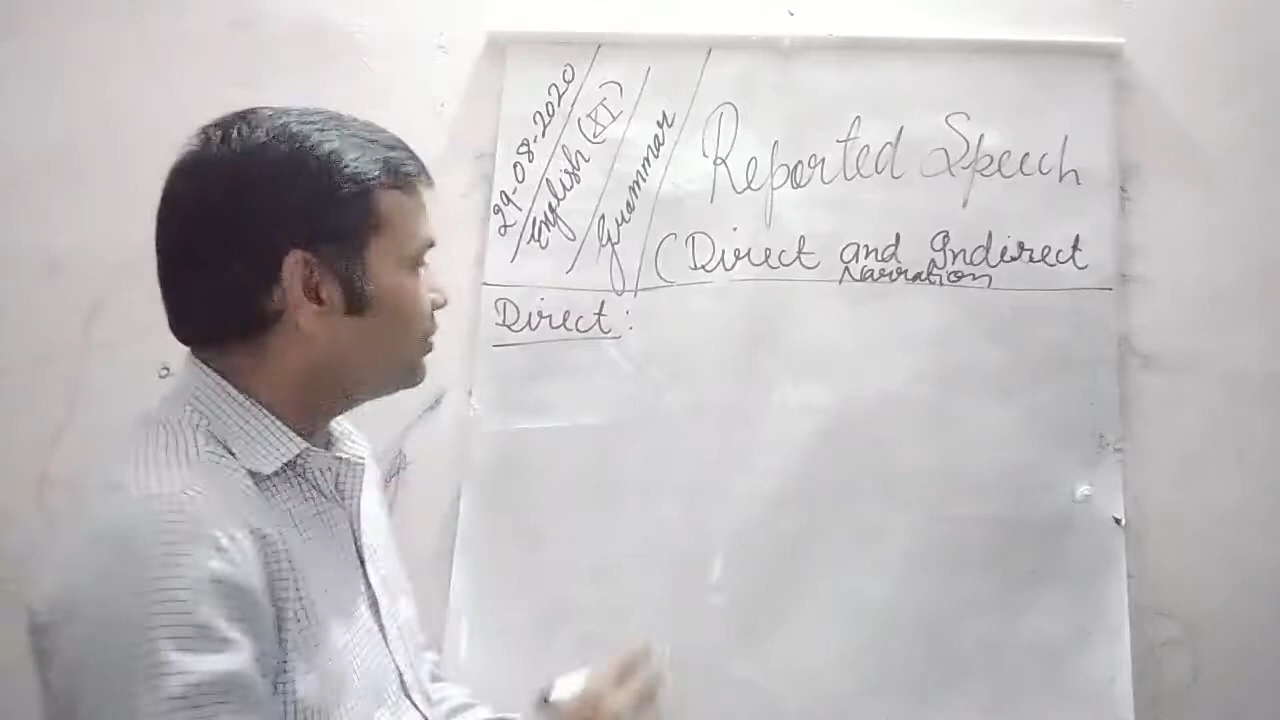 29-08-2020
English (XI)
Grammar
Reported Speech
(Direct and Indirect
Narration
Direct: